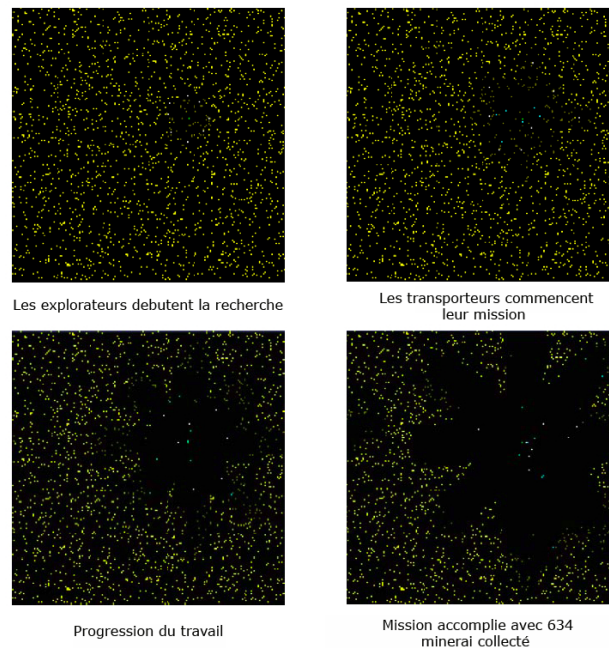 Les explorateurs debutent la recherche
Les transporteurs commencent
leur mission
Progression du travail
Mission accomplie avec 634
minerai collecté